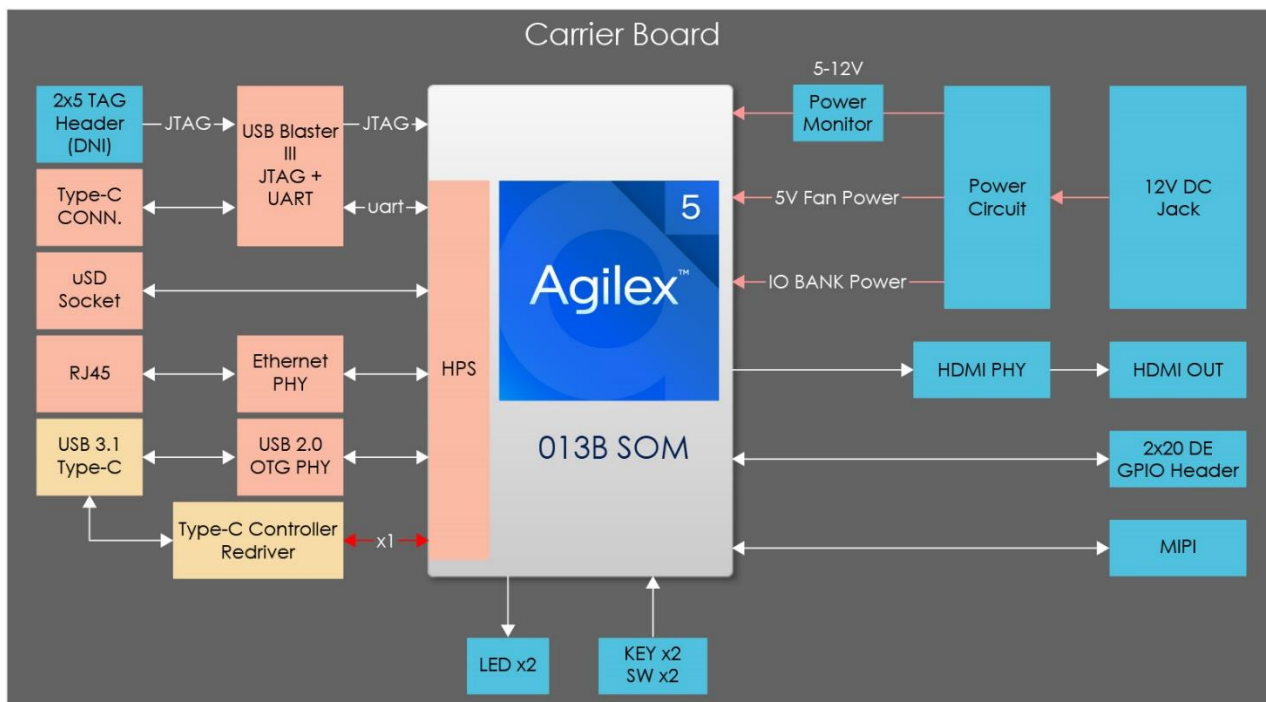 Carrier Board
2x5 TAG
Header
(DNI)
JTAG
USB Blaster
III
JTAG +
UART
JTAG
Type-C
CONN.
uart
uSD
Socket
RJ45
Ethernet
PHY
USB 3.1
Type-C
USB 2.0
OTG PHY
Type-C Controller
Redriver
x1
HPS
5
Agilex™
013B SOM
5-12V
Power
Monitor
5V Fan Power
IO BANK Power
Power
Circuit
12V DC
Jack
HDMI PHY
HDMI OUT
2x20 DE
GPIO Header
MIPI
LED x2
KEY x2
SW x2